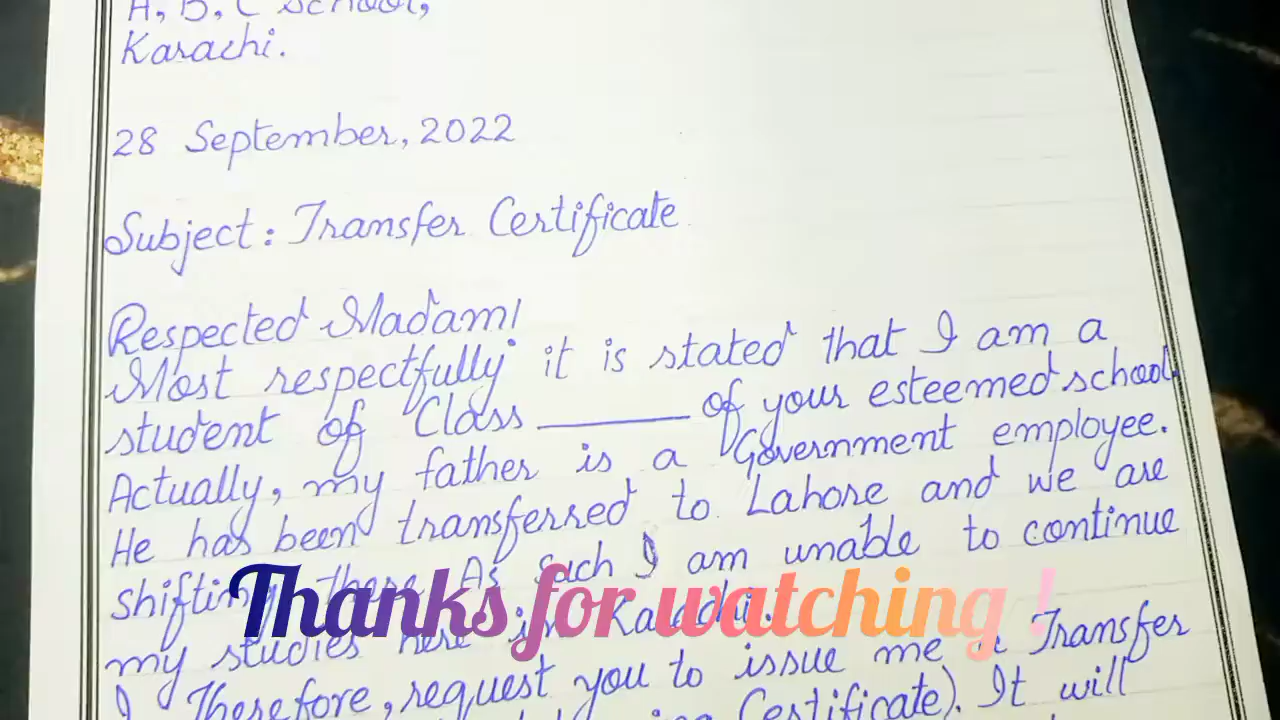 A, B, C School,
Karachi.
28 September, 2022
Subject: Transfer Certificate
Respected Madam!
Most respectfully it is stated that I am a
student of Class ______ of your esteemed school.
Actually, my father is a Government employee.
He has been transferred to Lahore and we are
shifting there. As such I am unable to continue
my studies here in Karachi.
Thanks for watching!
I, Therefore, request you to issue me a Transfer
Certificate). It will